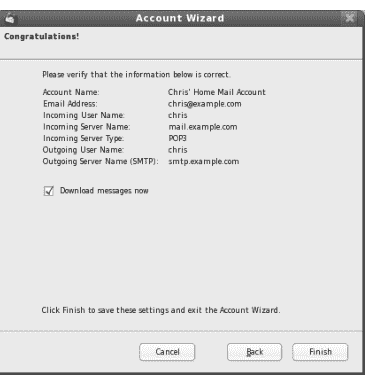 Account Wizard
Congratulations!
Please verify that the information below is correct.
Account Name: Chris' Home Mail Account
Email Address: chris@example.com
Incoming User Name: chris
Incoming Server Name: mail.example.com
Incoming Server Type: POP3
Outgoing User Name: chris
Outgoing Server Name (SMTP): smtp.example.com
Download messages now
Click Finish to save these settings and exit the Account Wizard.
Cancel Back Finish